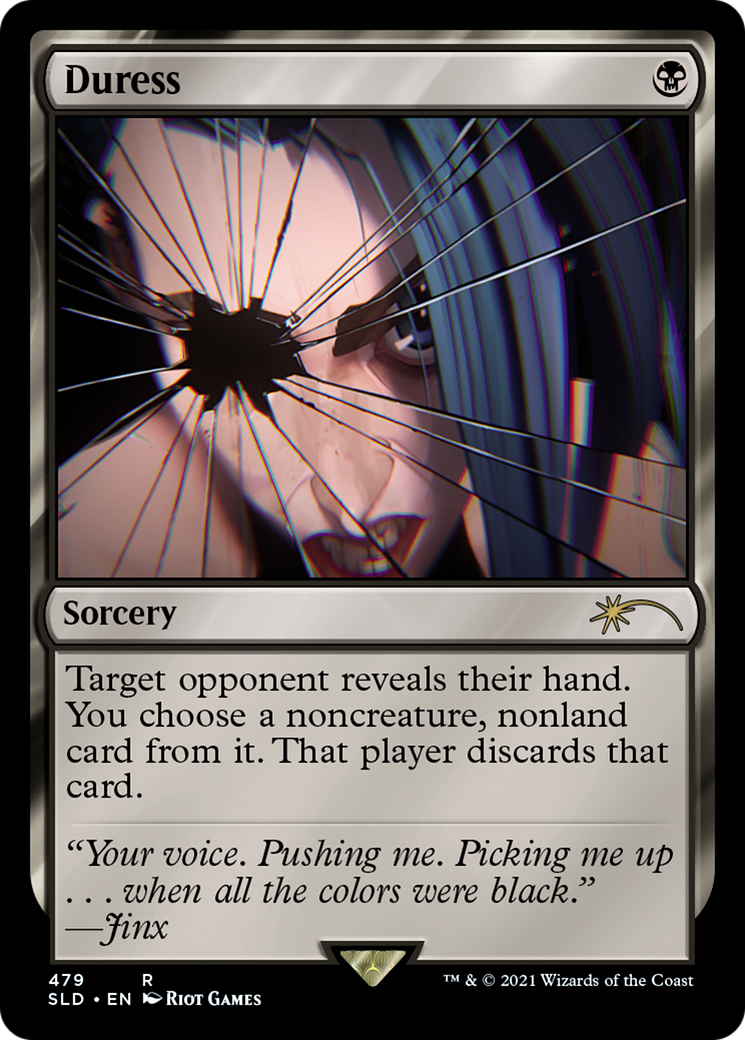 Duress
Sorcery
Target opponent reveals their hand.
You choose a noncreature, nonland
card from it. That player discards that
card.
“Your voice. Pushing me. Picking me up
. . . when all the colors were black.”
—Jinx
479 R
SLD • EN Riot Games
™ & © 2021 Wizards of the Coast